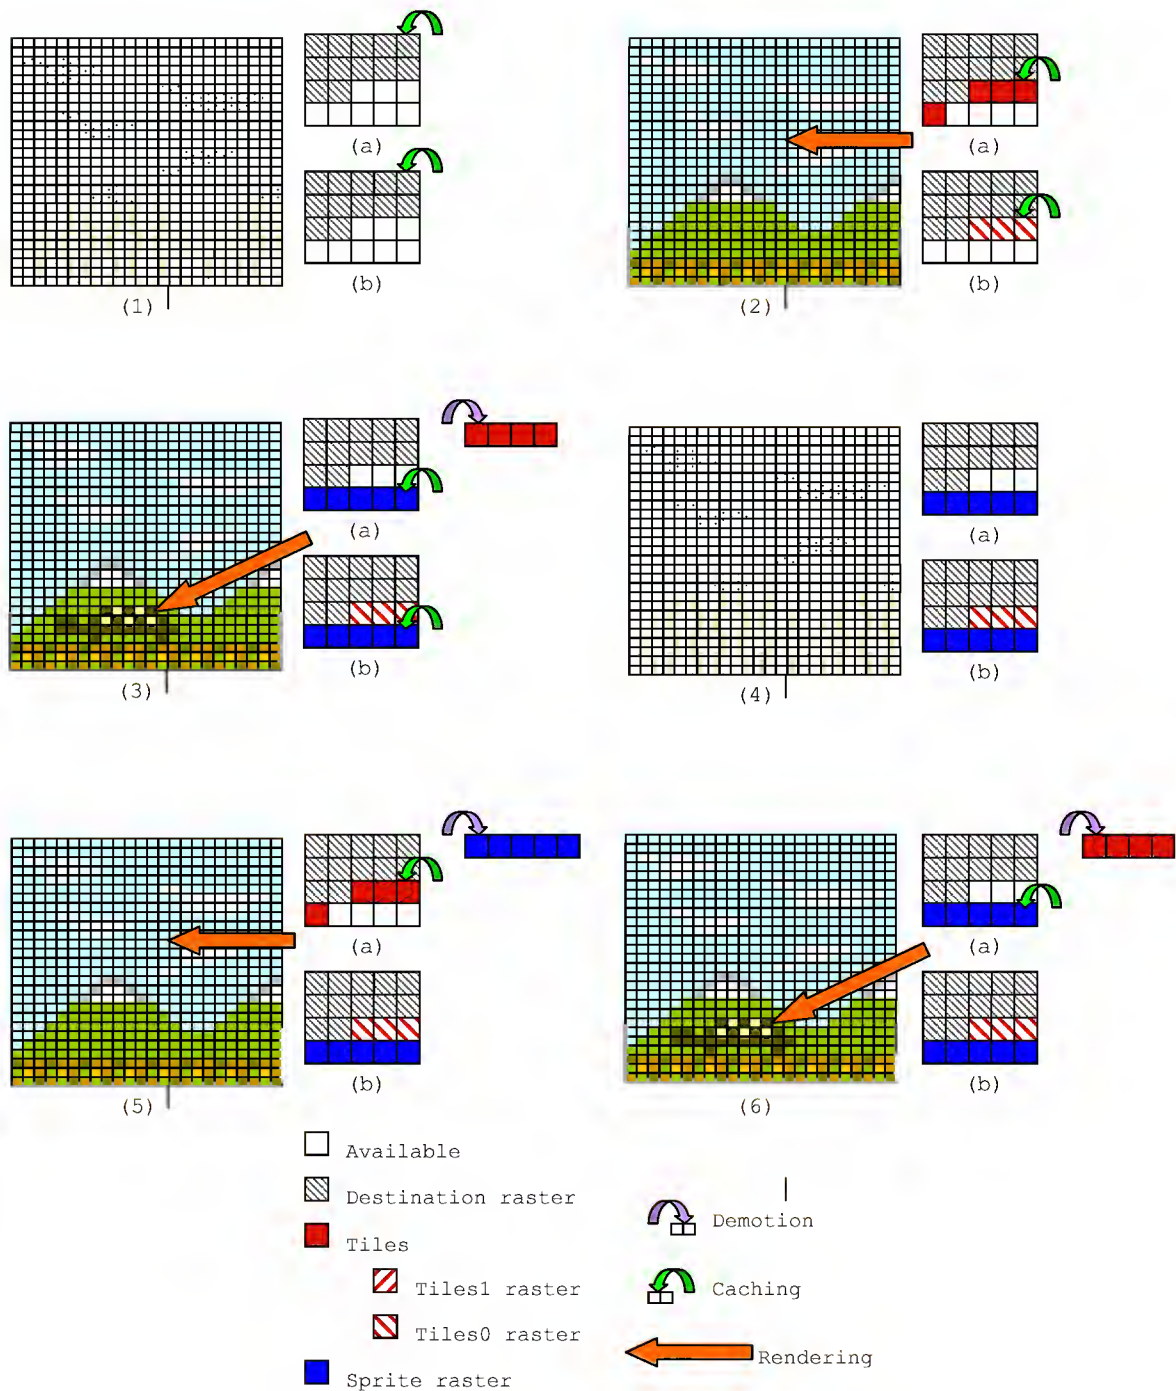 (a)
(b)
(1)
(a)
(b)
(2)
(a)
(b)
(3)
(a)
(b)
(4)
(a)
(b)
(5)
(a)
(b)
(6)
Available
Destination raster
Tiles
Tiles1 raster
Tiles0 raster
Sprite raster
Demotion
Caching
Rendering